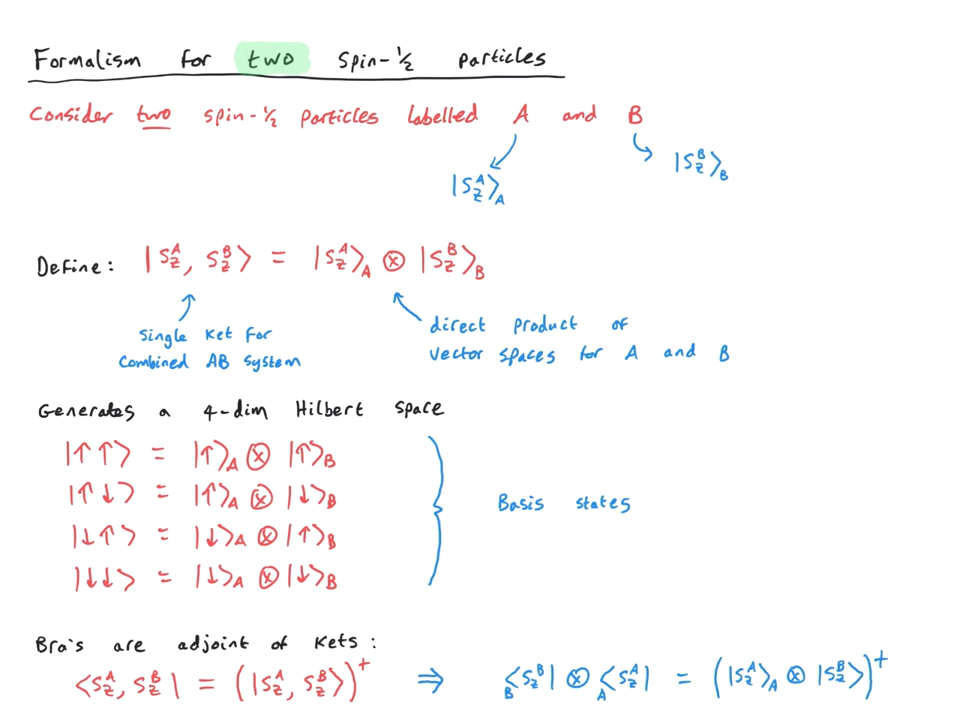 Formalism for two spin-½ particles
Consider two spin-½ particles labelled A and B
|S_z^A⟩_A
|S_z^B⟩_B
Define: |S_z^A, S_z^B⟩ = |S_z^A⟩_A ⊗ |S_z^B⟩_B
Single Ket For
Combined AB System
direct product of
vector spaces for A and B
Generates a 4-dim Hilbert space
|↑↑⟩ = |↑⟩_A ⊗ |↑⟩_B
|↑↓⟩ = |↑⟩_A ⊗ |↓⟩_B
|↓↑⟩ = |↓⟩_A ⊗ |↑⟩_B
|↓↓⟩ = |↓⟩_A ⊗ |↓⟩_B
Basis states
Bra's are adjoint of Kets:
⟨S_z^A, S_z^B| = (|S_z^A, S_z^B⟩)^† ⇒ _B⟨S_z^B| ⊗ _A⟨S_z^A| = (|S_z^A⟩_A ⊗ |S_z^B⟩)^†